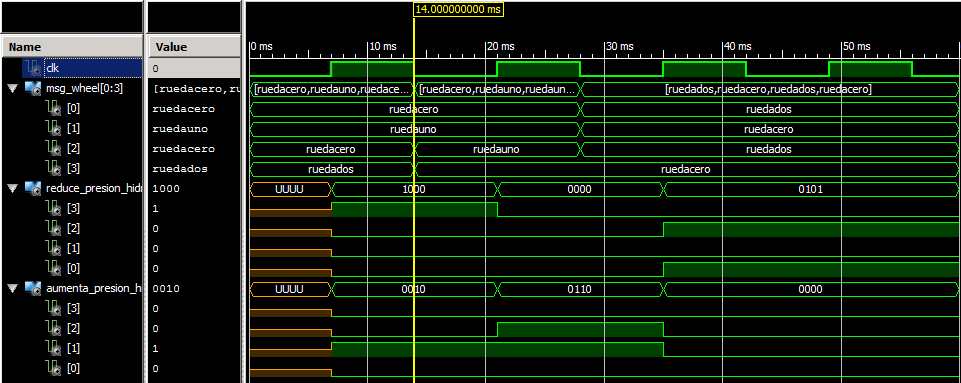 14.000000000 ms
Name Value 0 ms 10 ms 20 ms 30 ms 40 ms 50 ms
clk 0
msg_wheel[0:3] [ruedacero,ru [ruedacero,ruedauno,ruedace... [ruedacero,ruedauno,ruedaun... [ruedados,ruedacero,ruedados,ruedacero]
[0] ruedacero ruedacero ruedados
[1] ruedauno ruedauno ruedacero
[2] ruedacero ruedacero ruedauno ruedados
[3] ruedados ruedados ruedacero
reduce_presion_hidr 1000 UUUU 1000 0000 0101
[3] 1
[2] 0
[1] 0
[0] 0
aumenta_presion_h 0010 UUUU 0010 0110 0000
[3] 0
[2] 0
[1] 1
[0] 0